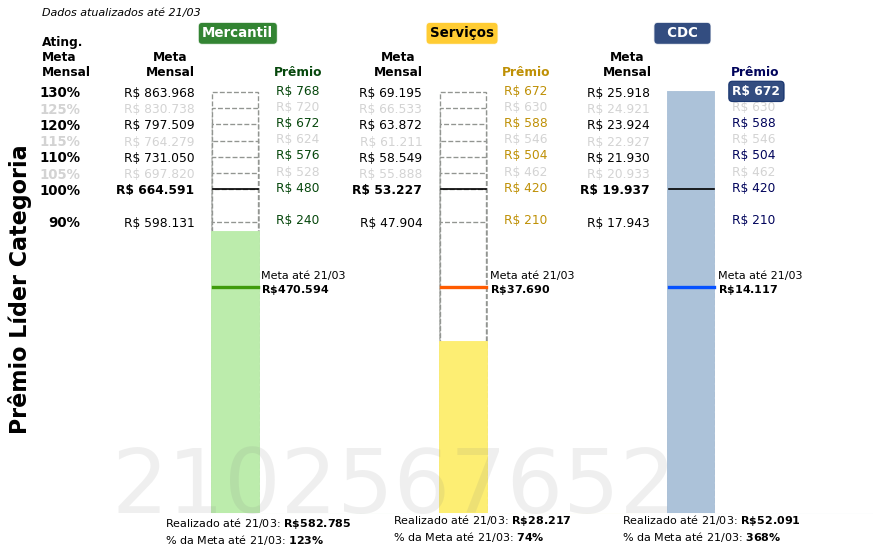 Dados atualizados até 21/03
Mercantil Serviços CDC
Ating. Meta Mensal Meta Mensal Prêmio Meta Mensal Prêmio Meta Mensal Prêmio
130% R$ 863.968 R$ 768 R$ 69.195 R$ 672 R$ 25.918 R$ 672
125% R$ 830.738 R$ 720 R$ 66.533 R$ 630 R$ 24.921 R$ 630
120% R$ 797.509 R$ 672 R$ 63.872 R$ 588 R$ 23.924 R$ 588
115% R$ 764.279 R$ 624 R$ 61.211 R$ 546 R$ 22.927 R$ 546
110% R$ 731.050 R$ 576 R$ 58.549 R$ 504 R$ 21.930 R$ 504
105% R$ 697.820 R$ 528 R$ 55.888 R$ 462 R$ 20.933 R$ 462
100% R$ 664.591 R$ 480 R$ 53.227 R$ 420 R$ 19.937 R$ 420
90% R$ 598.131 R$ 240 R$ 47.904 R$ 210 R$ 17.943 R$ 210
Meta até 21/03 Meta até 21/03 Meta até 21/03
R$470.594 R$37.690 R$14.117
Prêmio Líder Categoria
2102567652
Realizado até 21/03: R$582.785 Realizado até 21/03: R$28.217 Realizado até 21/03: R$52.091
% da Meta até 21/03: 123% % da Meta até 21/03: 74% % da Meta até 21/03: 368%